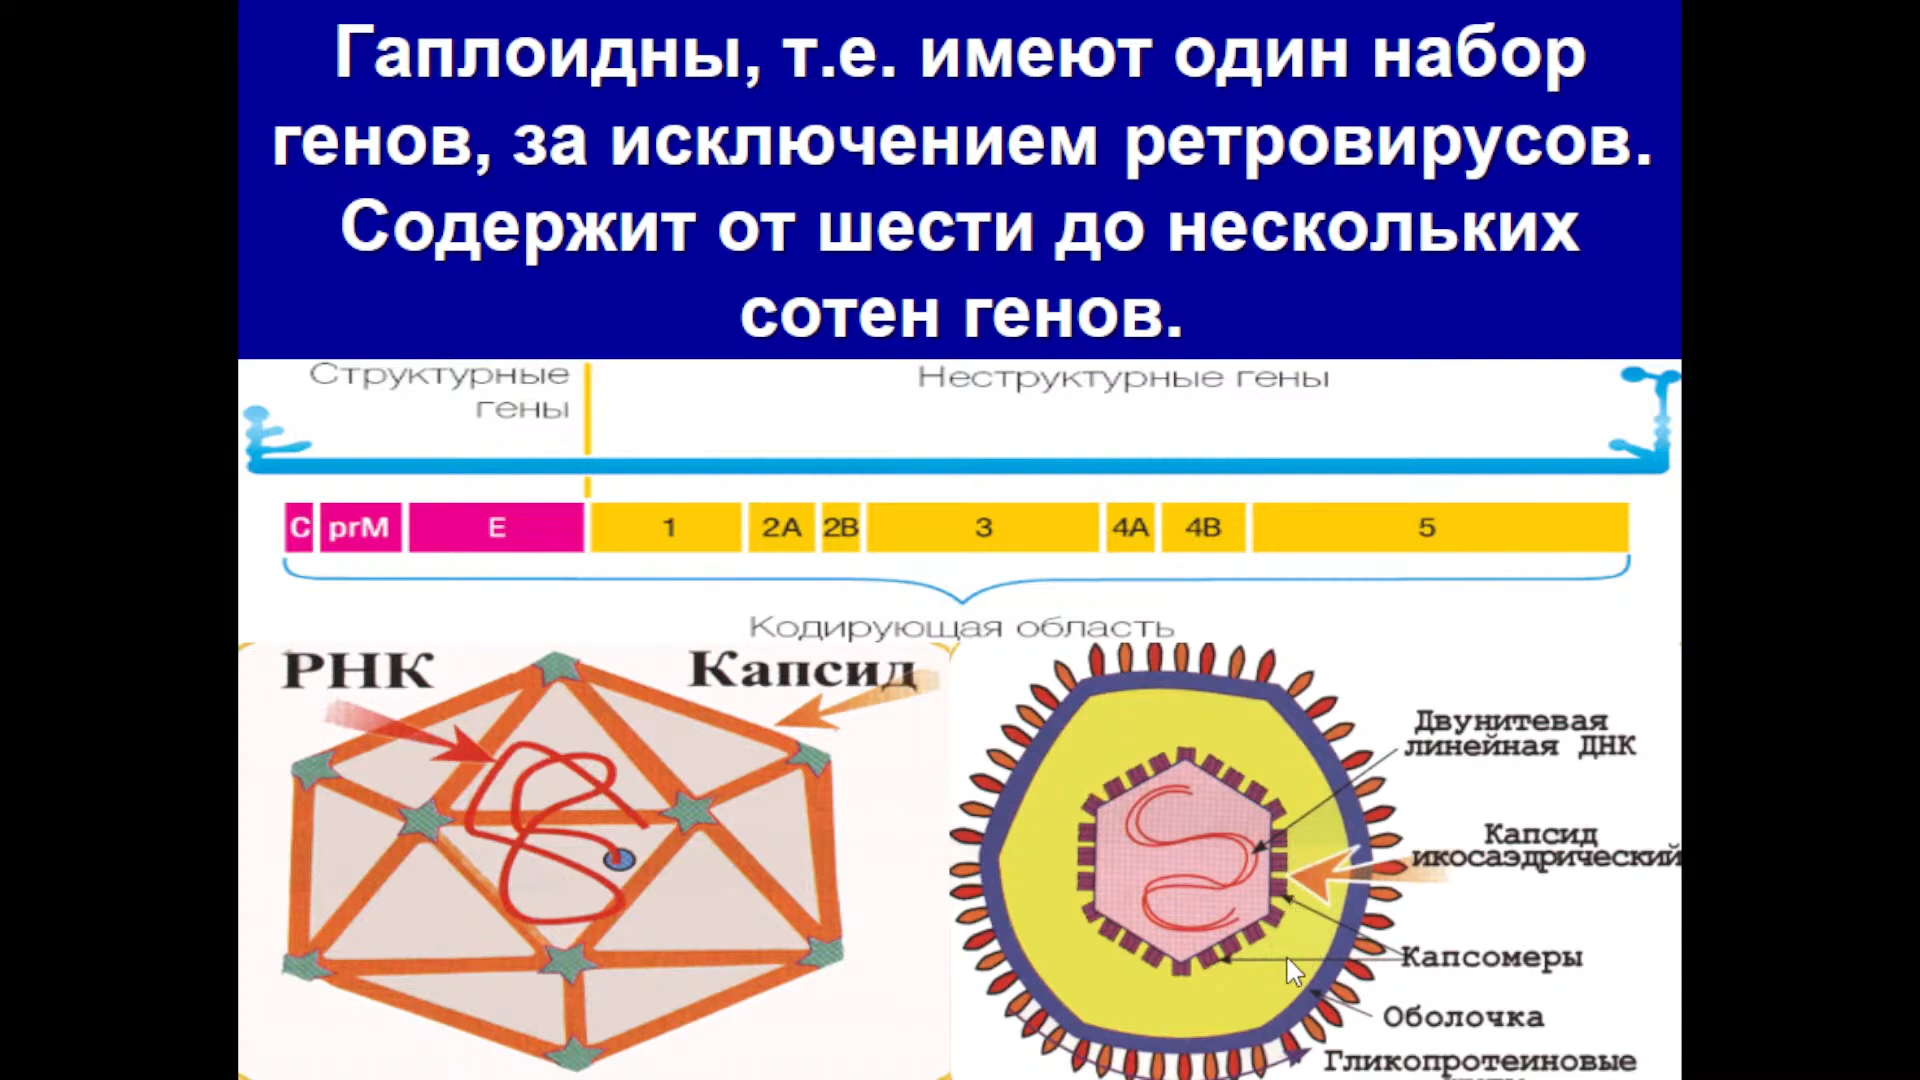 Гаплоидны, т.е. имеют один набор
генов, за исключением ретровирусов.
Содержит от шести до нескольких
сотен генов.
Структурные
гены
Неструктурные гены
C prM E 1 2A 2B 3 4A 4B 5
Кодирующая область
РНК
Капсид
Двунитевая
линейная ДНК
Капсид
икосаэдрический
Капсомеры
Оболочка
Гликопротеиновые